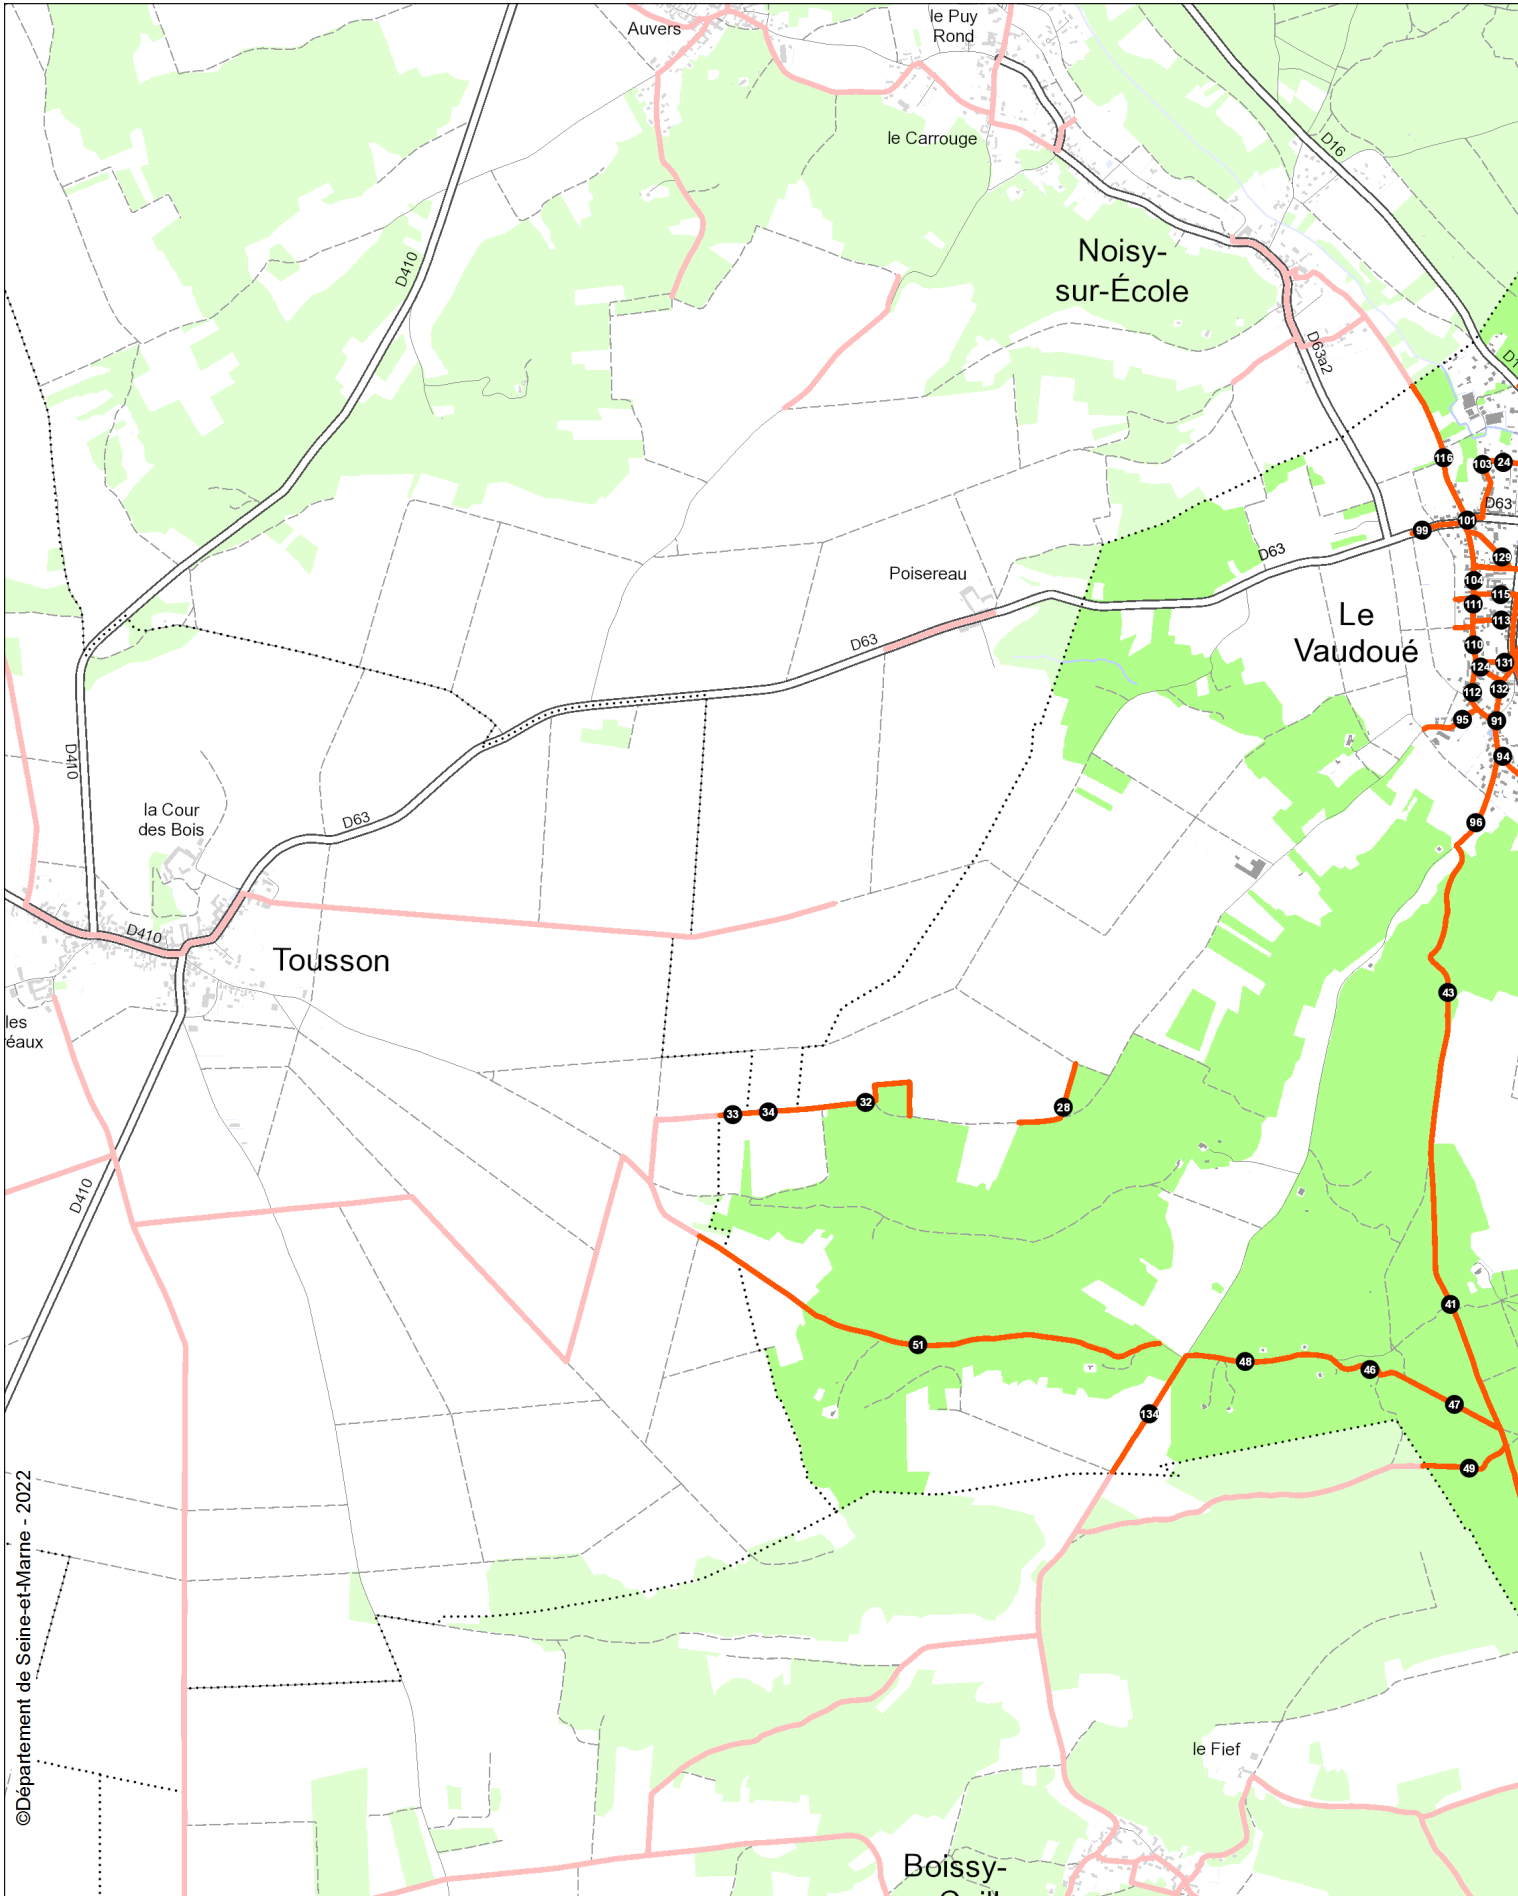 Auvers
le Puy
Rond
le Carrouge
D16
D410
Noisy-
sur-École
D63a2
116
103
24
D63
101
99
D63
129
Poisereau
104
115
111
Le
Vaudoué
113
D63
110
124
131
132
112
95
91
D410
94
la Cour
des Bois
D63
96
D410
Tousson
43
les
éaux
32
28
33
34
D410
41
51
48
46
47
134
49
©Département de Seine-et-Marne - 2022
le Fief
Boissy-